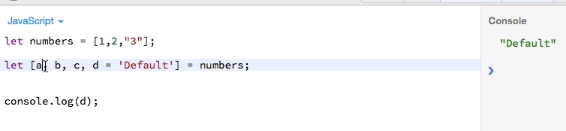 JavaScript
Console
let numbers = [1,2,"3"];
"Default"
let [a, b, c, d = 'Default'] = numbers;
console.log(d);